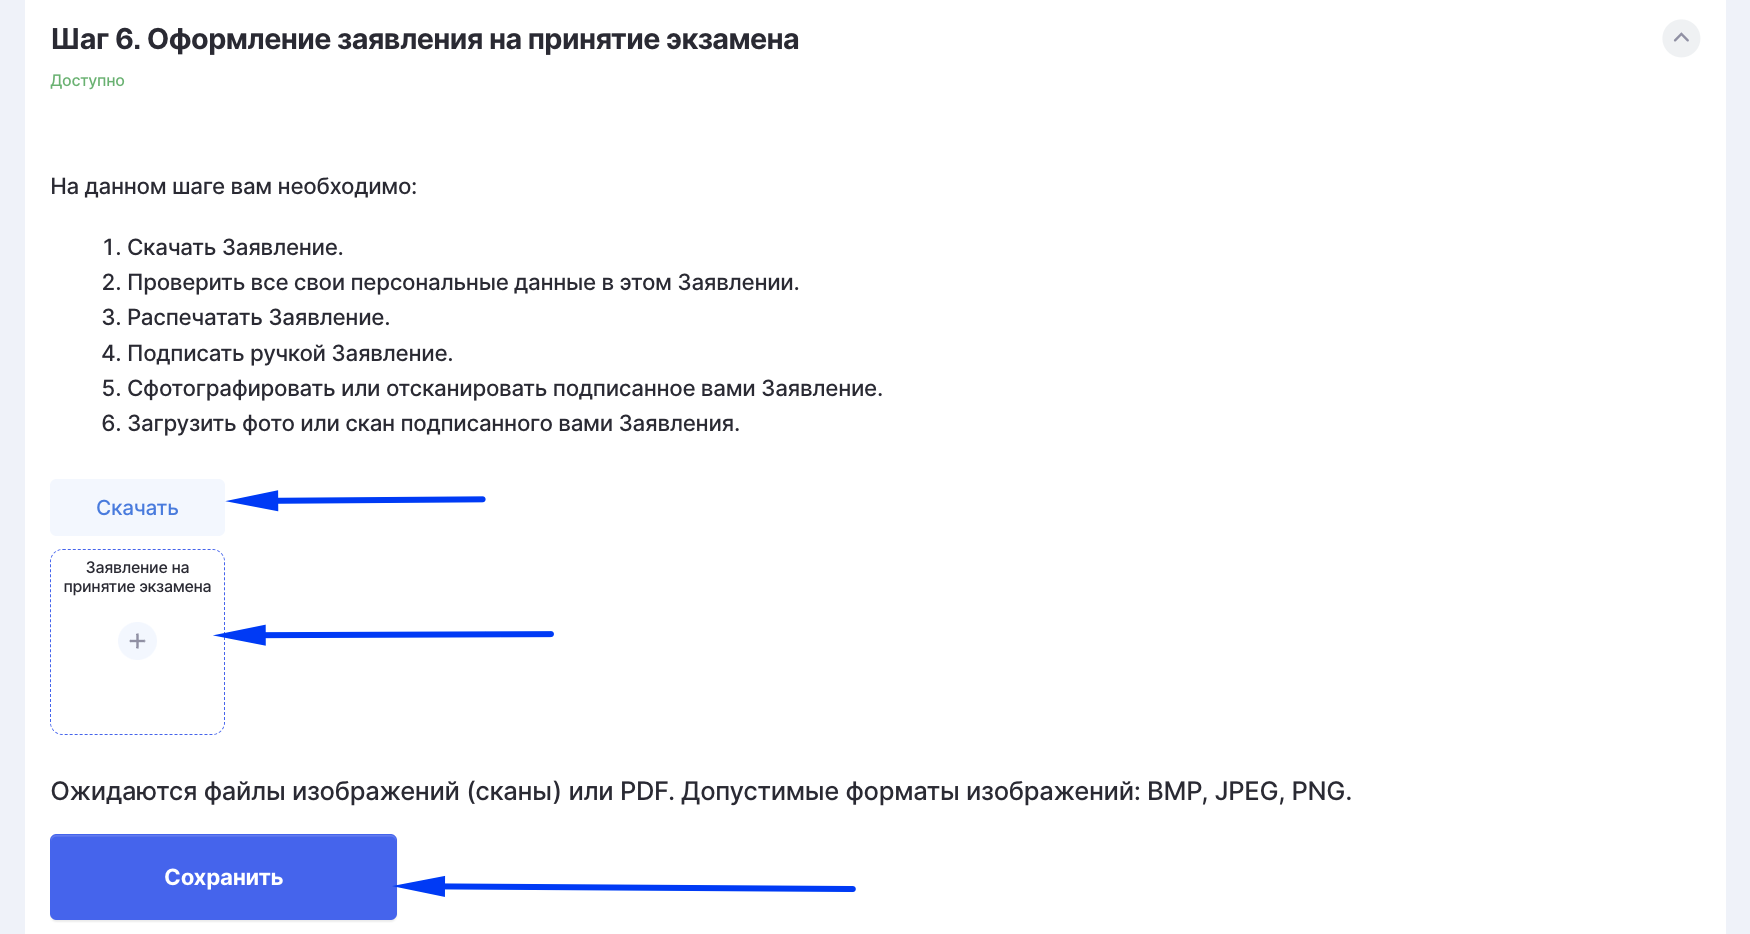 Шаг 6. Оформление заявления на принятие экзамена
Доступно
На данном шаге вам необходимо:
1. Скачать Заявление.
2. Проверить все свои персональные данные в этом Заявлении.
3. Распечатать Заявление.
4. Подписать ручкой Заявление.
5. Сфотографировать или отсканировать подписанное вами Заявление.
6. Загрузить фото или скан подписанного вами Заявления.
Скачать
Заявление на
принятие экзамена
Ожидаются файлы изображений (сканы) или PDF. Допустимые форматы изображений: BMP, JPEG, PNG.
Сохранить